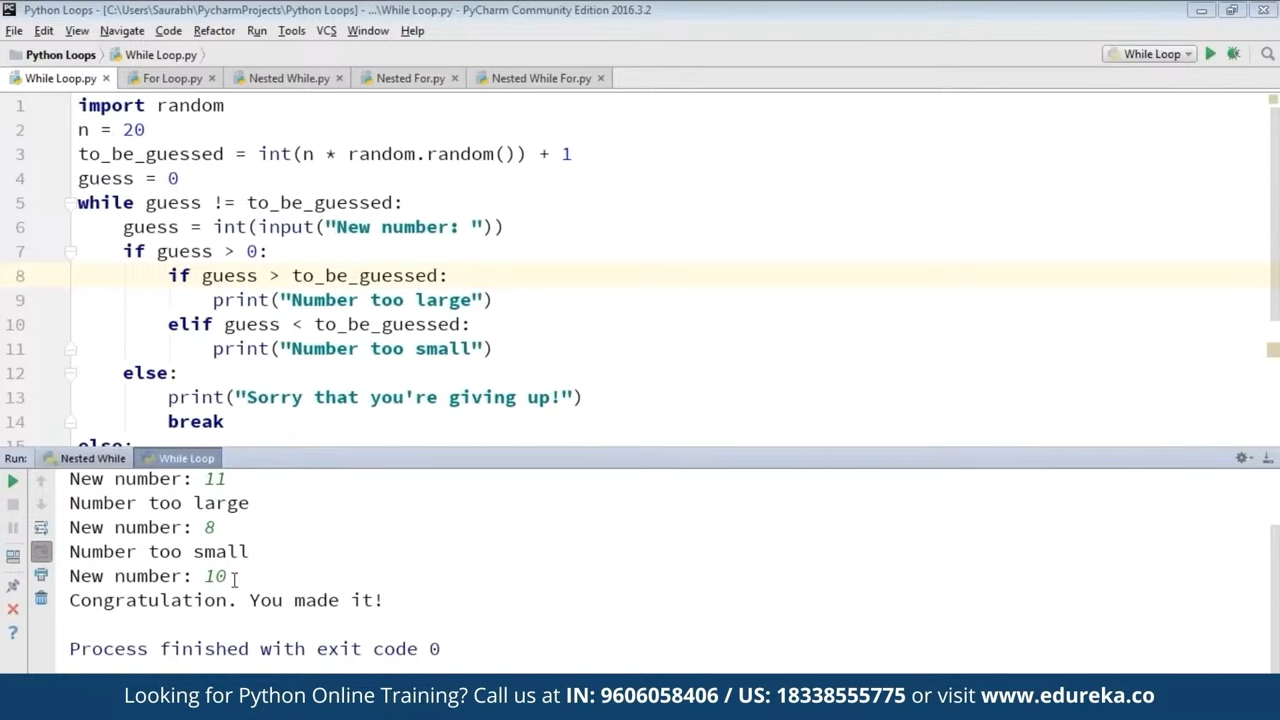 Python Loops - [C:\Users\Saurabh\PycharmProjects\Python Loops] - ...\While Loop.py - PyCharm Community Edition 2016.3.2
File Edit View Navigate Code Refactor Run Tools VCS Window Help
Python Loops While Loop.py While Loop
While Loop.py For Loop.py Nested While.py Nested For.py Nested While For.py
1 import random
2 n = 20
3 to_be_guessed = int(n * random.random()) + 1
4 guess = 0
5 while guess != to_be_guessed:
6 guess = int(input("New number: "))
7 if guess > 0:
8 if guess > to_be_guessed:
9 print("Number too large")
10 elif guess < to_be_guessed:
11 print("Number too small")
12 else:
13 print("Sorry that you're giving up!")
14 break
15 else:
Run: Nested While While Loop
New number: 11
Number too large
New number: 8
Number too small
New number: 10
Congratulation. You made it!
Process finished with exit code 0
Looking for Python Online Training? Call us at IN: 9606058406 / US: 18338555775 or visit www.edureka.co